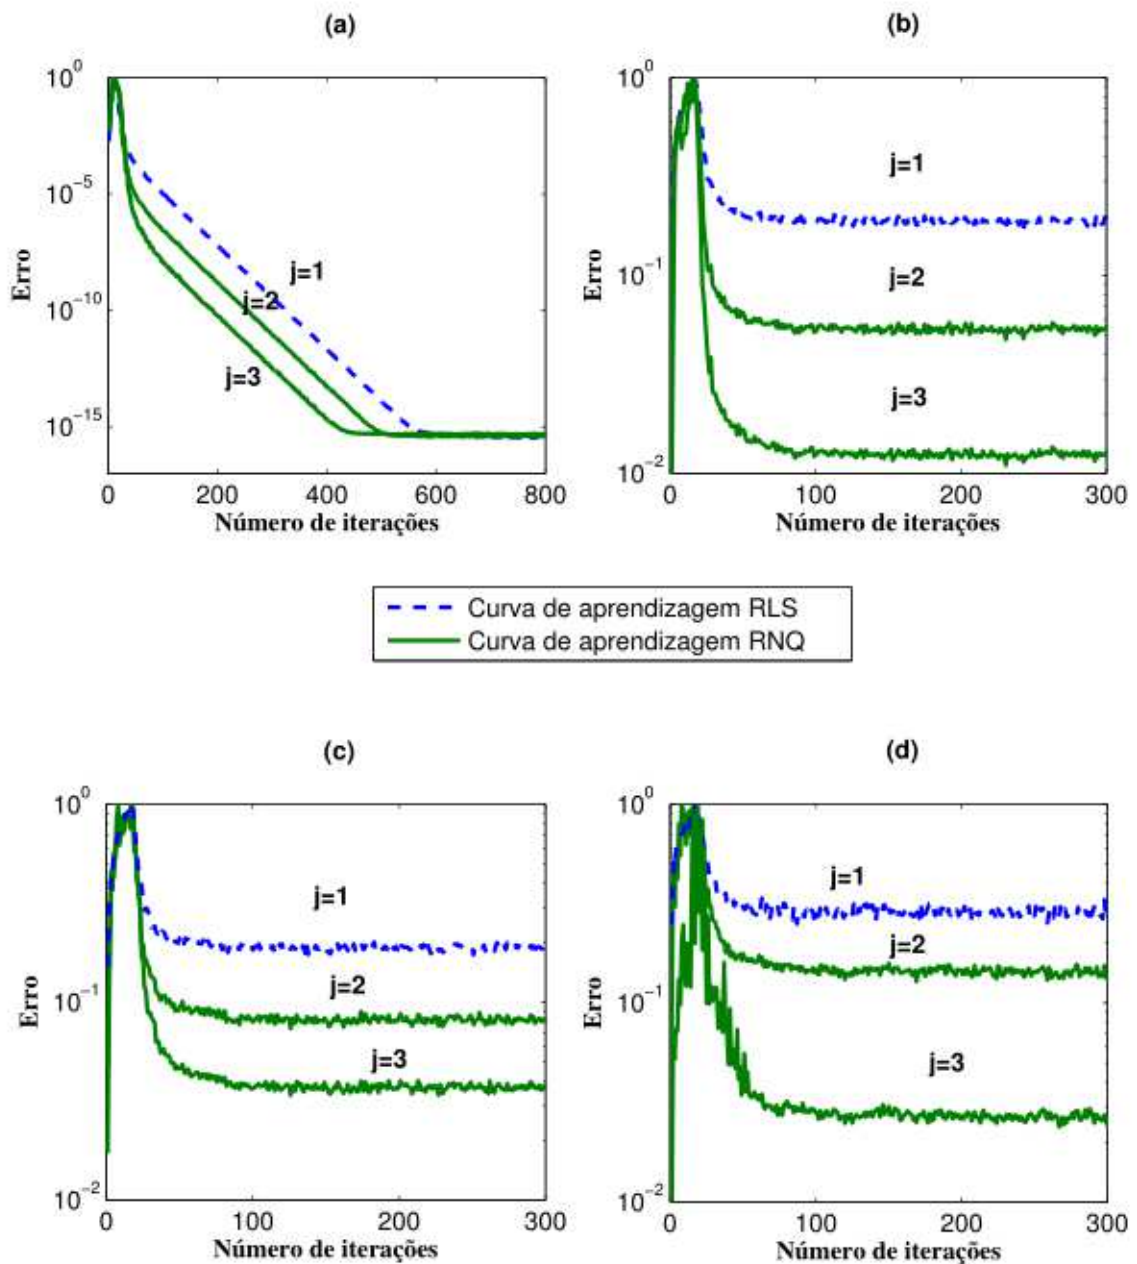 (a)
10^0
10^-5
10^-10
10^-15
Erro
j=1
j=2
j=3
0 200 400 600 800
Número de iterações
(b)
10^0
10^-1
10^-2
Erro
j=1
j=2
j=3
0 100 200 300
Número de iterações
Curva de aprendizagem RLS
Curva de aprendizagem RNQ
(c)
10^0
10^-1
10^-2
Erro
j=1
j=2
j=3
0 100 200 300
Número de iterações
(d)
10^0
10^-1
10^-2
Erro
j=1
j=2
j=3
0 100 200 300
Número de iterações